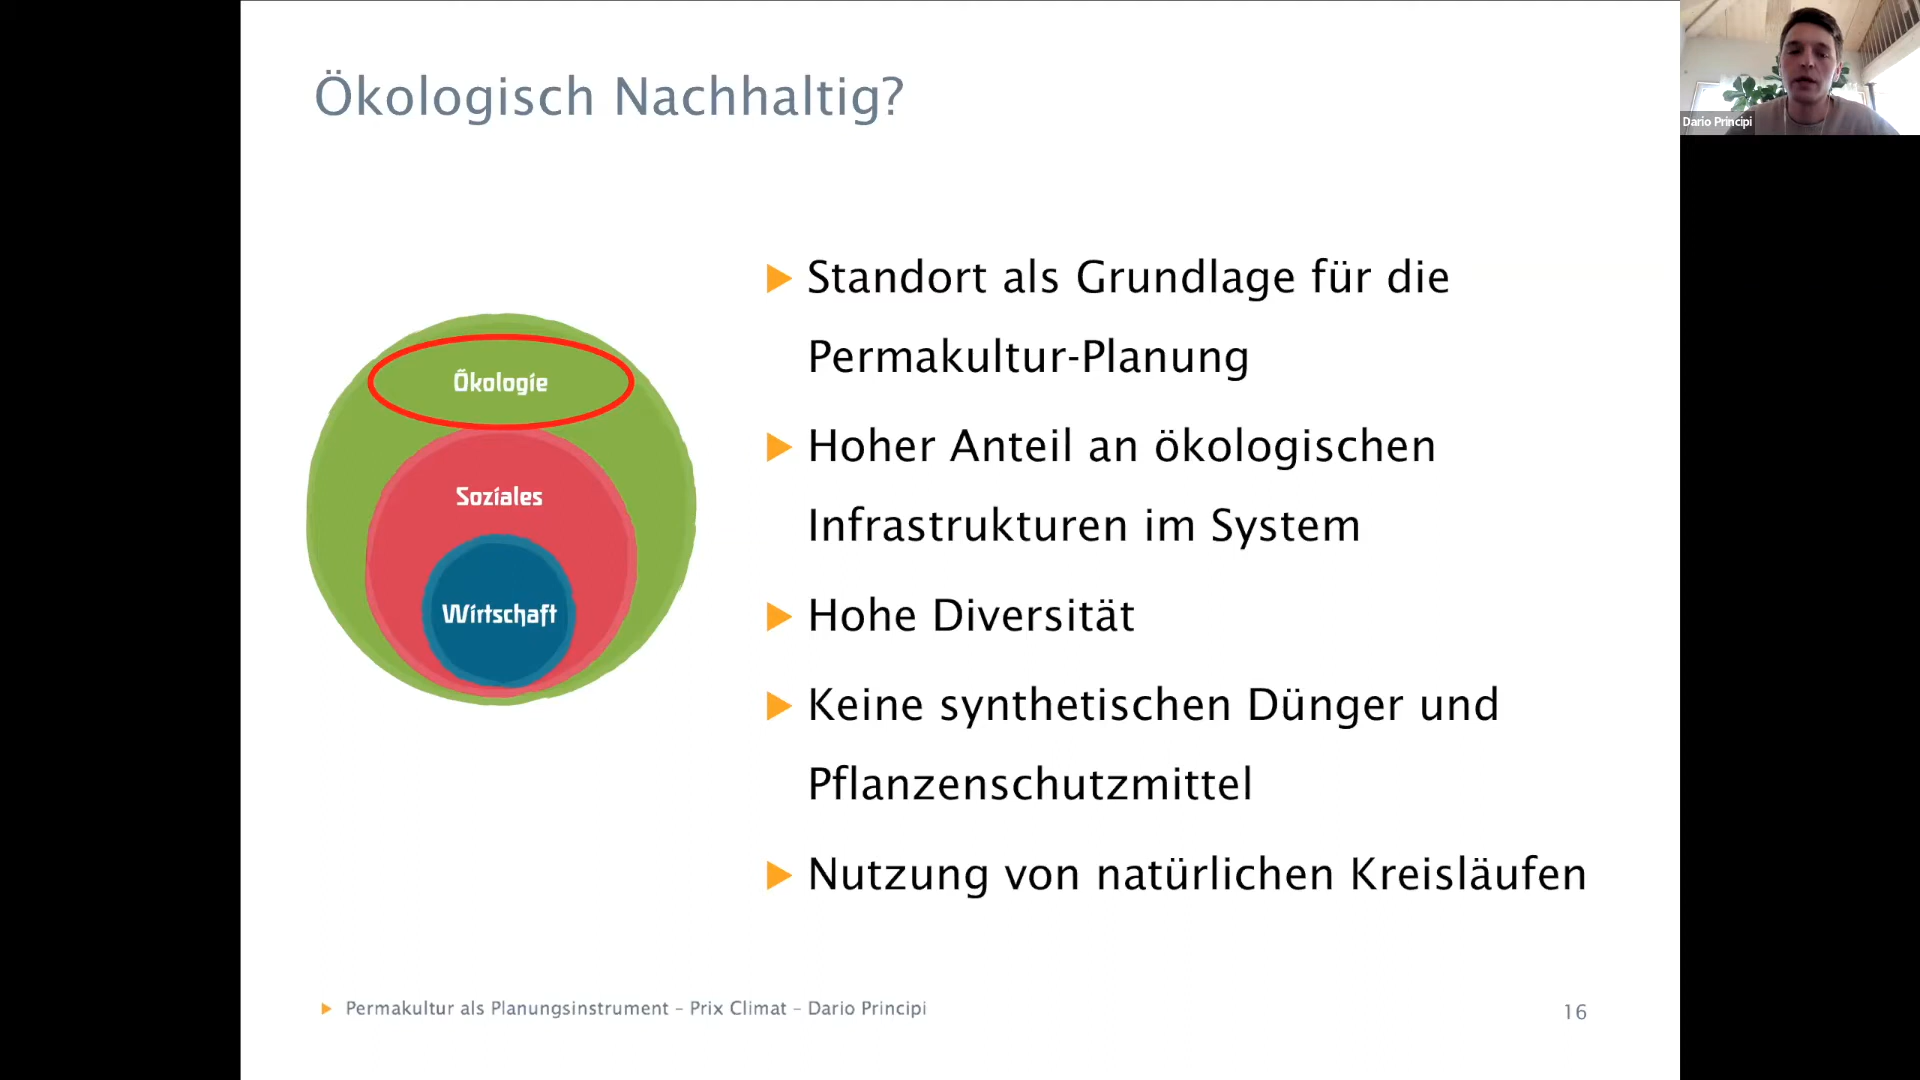 Ökologisch Nachhaltig?
Dario Principi
Ökologie
Soziales
Wirtschaft
Standort als Grundlage für die
Permakultur-Planung
Hoher Anteil an ökologischen
Infrastrukturen im System
Hohe Diversität
Keine synthetischen Dünger und
Pflanzenschutzmittel
Nutzung von natürlichen Kreisläufen
Permakultur als Planungsinstrument – Prix Climat – Dario Principi
16